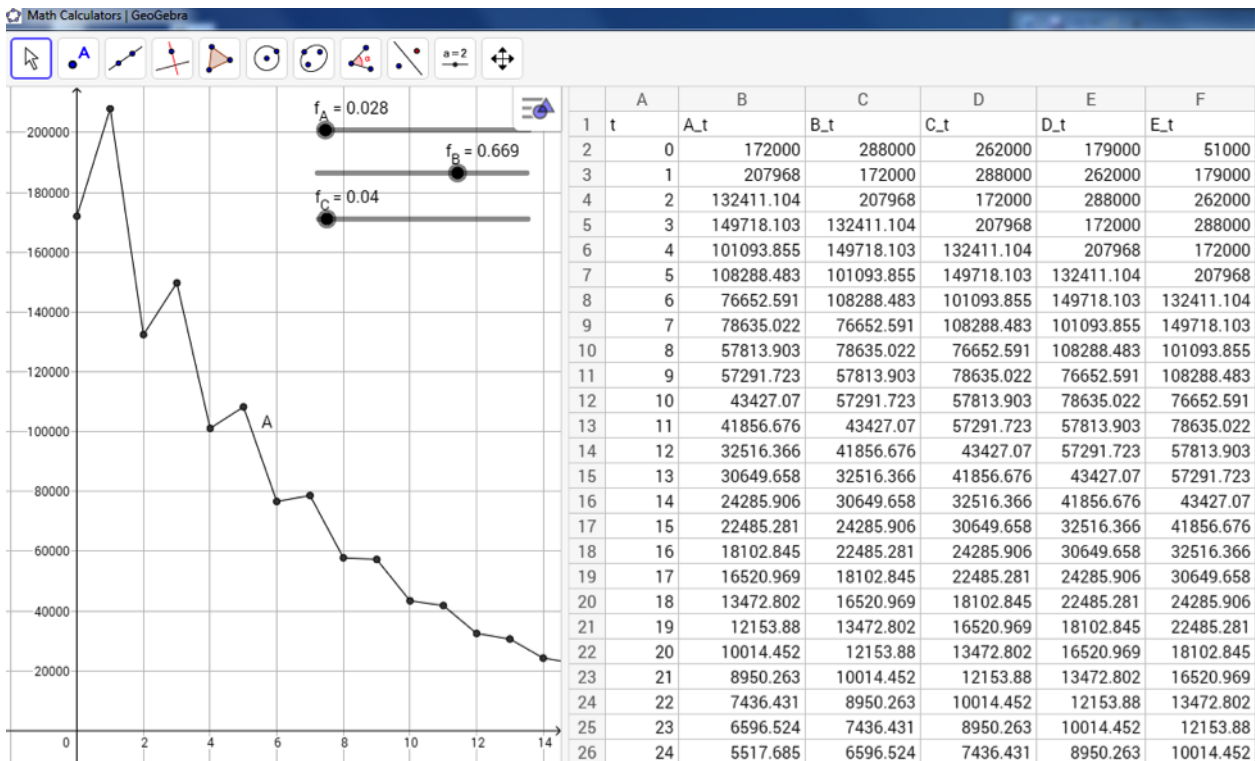 Math Calculators | GeoGebra
A
α
a=2
f_A = 0.028
f_B = 0.669
f_C = 0.04
200000
180000
160000
140000
120000
100000
80000
60000
40000
20000
A
0 2 4 6 8 10 12 14
A B C D E F
1 t A_t B_t C_t D_t E_t
2 0 172000 288000 262000 179000 51000
3 1 207968 172000 288000 262000 179000
4 2 132411.104 207968 172000 288000 262000
5 3 149718.103 132411.104 207968 172000 288000
6 4 101093.855 149718.103 132411.104 207968 172000
7 5 108288.483 101093.855 149718.103 132411.104 207968
8 6 76652.591 108288.483 101093.855 149718.103 132411.104
9 7 78635.022 76652.591 108288.483 101093.855 149718.103
10 8 57813.903 78635.022 76652.591 108288.483 101093.855
11 9 57291.723 57813.903 78635.022 76652.591 108288.483
12 10 43427.07 57291.723 57813.903 78635.022 76652.591
13 11 41856.676 43427.07 57291.723 57813.903 78635.022
14 12 32516.366 41856.676 43427.07 57291.723 57813.903
15 13 30649.658 32516.366 41856.676 43427.07 57291.723
16 14 24285.906 30649.658 32516.366 41856.676 43427.07
17 15 22485.281 24285.906 30649.658 32516.366 41856.676
18 16 18102.845 22485.281 24285.906 30649.658 32516.366
19 17 16520.969 18102.845 22485.281 24285.906 30649.658
20 18 13472.802 16520.969 18102.845 22485.281 24285.906
21 19 12153.88 13472.802 16520.969 18102.845 22485.281
22 20 10014.452 12153.88 13472.802 16520.969 18102.845
23 21 8950.263 10014.452 12153.88 13472.802 16520.969
24 22 7436.431 8950.263 10014.452 12153.88 13472.802
25 23 6596.524 7436.431 8950.263 10014.452 12153.88
26 24 5517.685 6596.524 7436.431 8950.263 10014.452